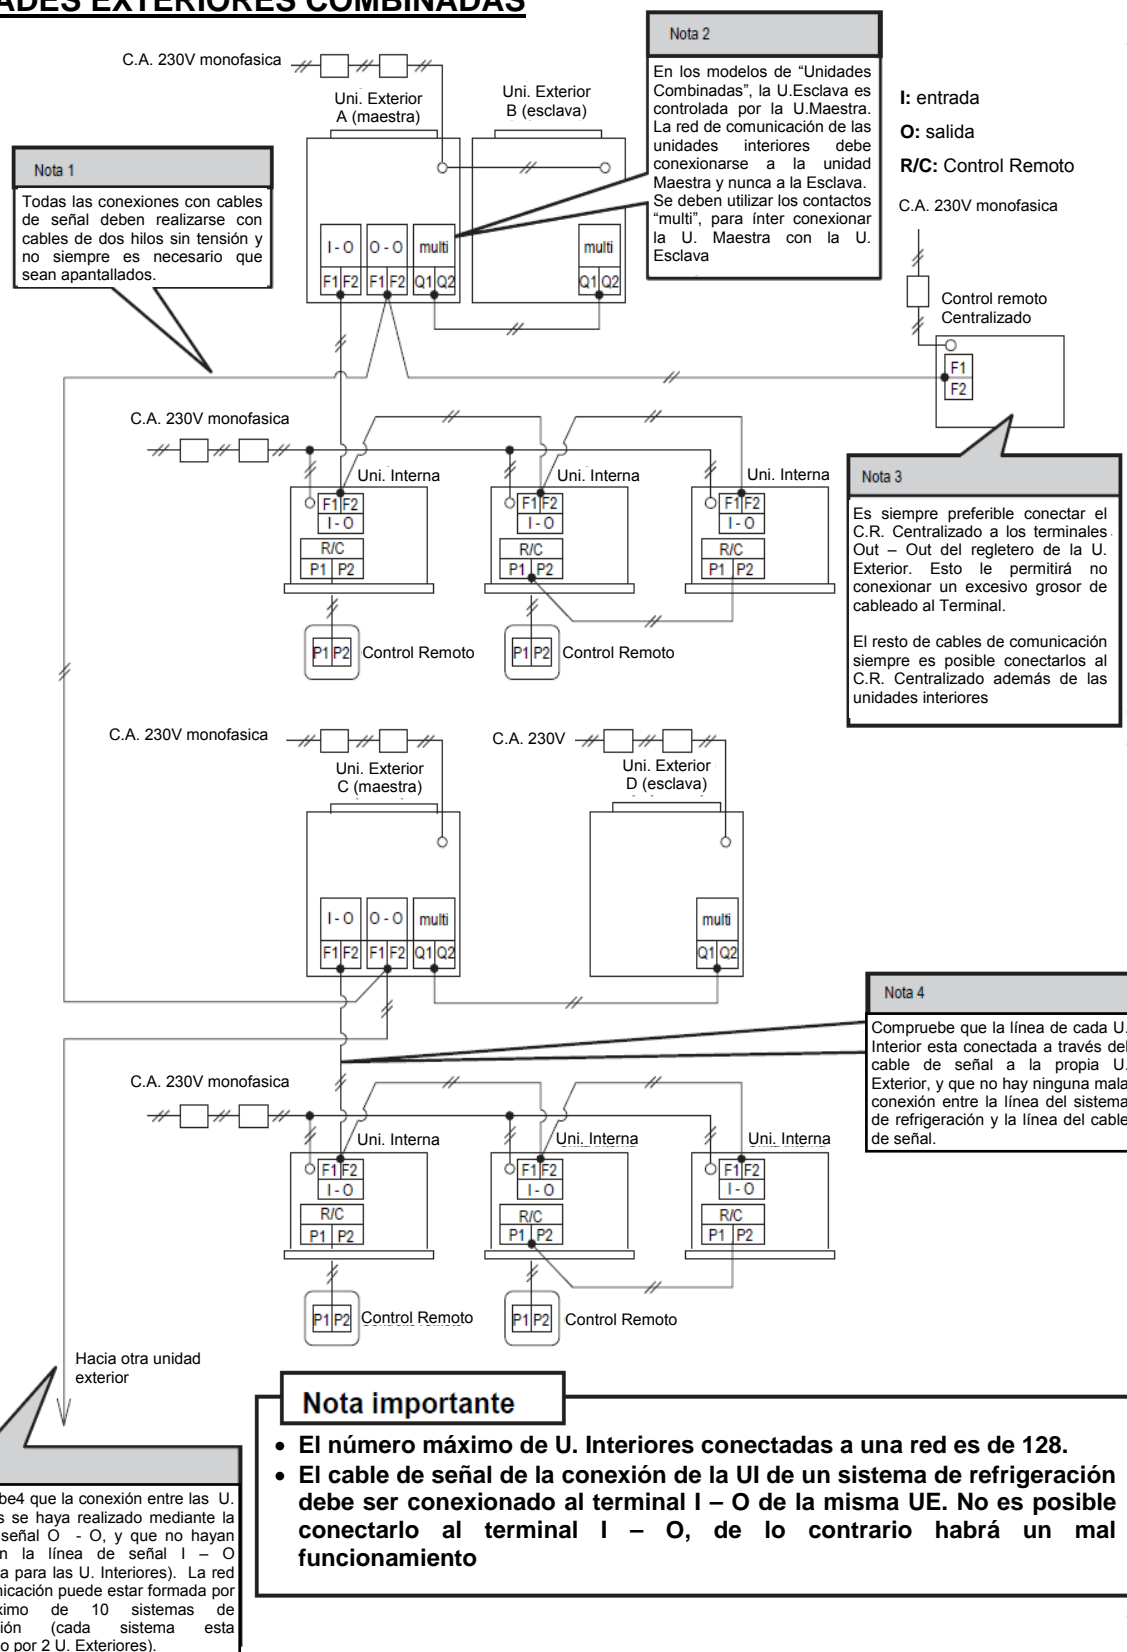 ADES EXTERIORES COMBINADAS
C.A. 230V monofasica
Uni. Exterior
A (maestra)
Uni. Exterior
B (esclava)
Nota 2
En los modelos de “Unidades
Combinadas”, la U.Esclava es
controlada por la U.Maestra.
La red de comunicación de las
unidades interiores debe
conexionarse a la unidad
Maestra y nunca a la Esclava.
Se deben utilizar los contactos
“multi”, para ínter conexionar
la U. Maestra con la U.
Esclava
I: entrada
O: salida
R/C: Control Remoto
C.A. 230V monofasica
Nota 1
Todas las conexiones con cables
de señal deben realizarse con
cables de dos hilos sin tensión y
no siempre es necesario que
sean apantallados.
I - O O - O multi
F1 F2 F1 F2 Q1 Q2
multi
Q1 Q2
Control remoto
Centralizado
F1
F2
C.A. 230V monofasica
Uni. Interna
F1 F2
I - O
R/C
P1 P2
Uni. Interna
F1 F2
I - O
R/C
P1 P2
Uni. Interna
F1 F2
I - O
R/C
P1 P2
P1 P2 Control Remoto
P1 P2 Control Remoto
Nota 3
Es siempre preferible conectar el
C.R. Centralizado a los terminales
Out – Out del regletero de la U.
Exterior. Esto le permitirá no
conexionar un excesivo grosor de
cableado al Terminal.
El resto de cables de comunicación
siempre es posible conectarlos al
C.R. Centralizado además de las
unidades interiores
C.A. 230V monofasica
Uni. Exterior
C (maestra)
C.A. 230V
Uni. Exterior
D (esclava)
I - O O - O multi
F1 F2 F1 F2 Q1 Q2
multi
Q1 Q2
Nota 4
Compruebe que la línea de cada U.
Interior esta conectada a través del
cable de señal a la propia U.
Exterior, y que no hay ninguna mala
conexión entre la línea del sistema
de refrigeración y la línea del cable
de señal.
C.A. 230V monofasica
Uni. Interna
F1 F2
I - O
R/C
P1 P2
Uni. Interna
F1 F2
I - O
R/C
P1 P2
Uni. Interna
F1 F2
I - O
R/C
P1 P2
P1 P2 Control Remoto
P1 P2 Control Remoto
Hacia otra unidad
exterior
Nota importante
• El número máximo de U. Interiores conectadas a una red es de 128.
• El cable de señal de la conexión de la UI de un sistema de refrigeración
debe ser conexionado al terminal I – O de la misma UE. No es posible
conectarlo al terminal I – O, de lo contrario habrá un mal
funcionamiento
be4 que la conexión entre las U.
s se haya realizado mediante la
señal O - O, y que no hayan
n la línea de señal I – O
a para las U. Interiores). La red
nicación puede estar formada por
ximo de 10 sistemas de
ción (cada sistema esta
o por 2 U. Exteriores).